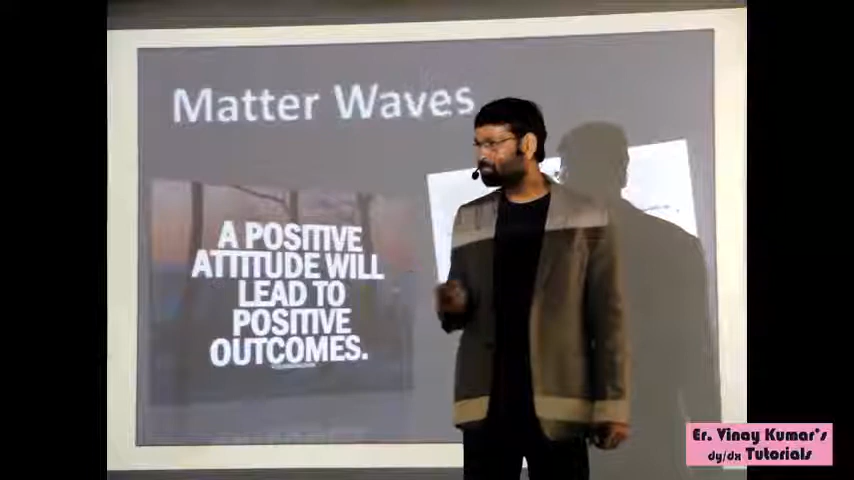 Matter Waves
A POSITIVE
ATTITUDE WILL
LEAD TO
POSITIVE
OUTCOMES.
Er. Vinay Kumar's
dy/dx Tutorials